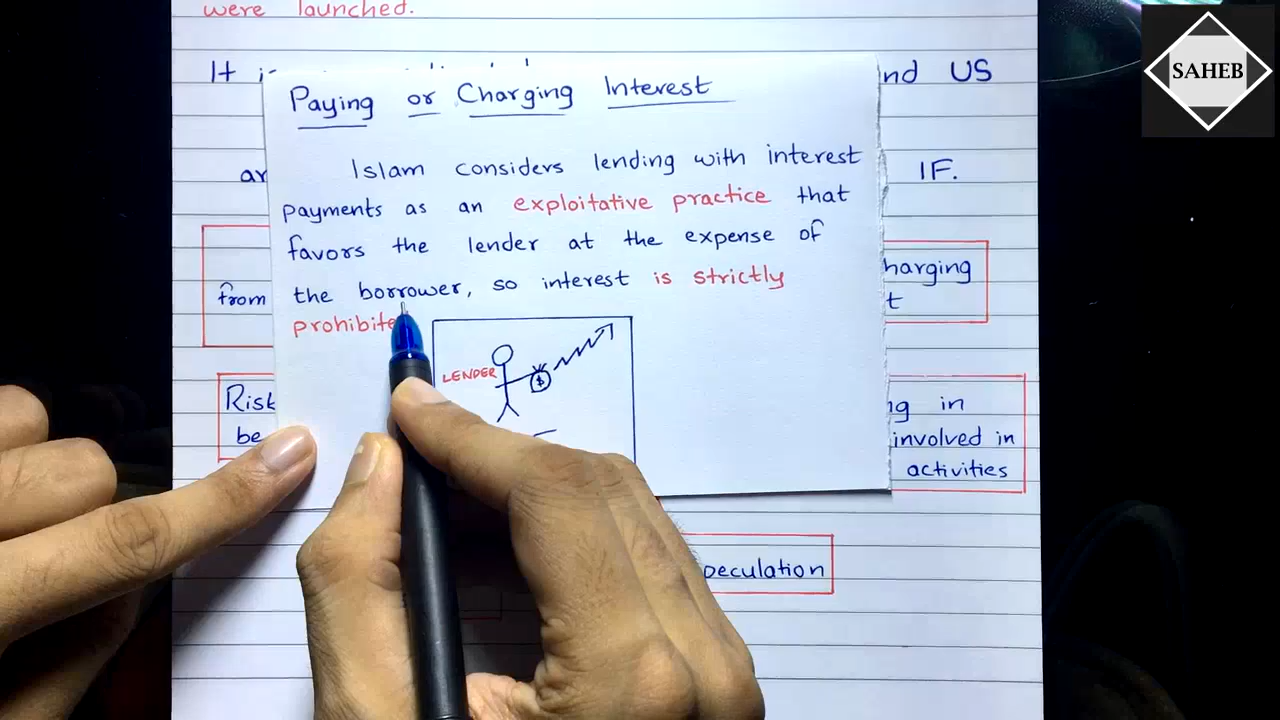 were launched.
SAHEB
nd US
Paying or Charging Interest
Islam considers lending with interest
IF.
payments as an exploitative practice that
favors the lender at the expense of
harging
from
the borrower, so interest is strictly
t
prohibite
LENDER
$
Risk
ng in
be
involved in
activities
peculation